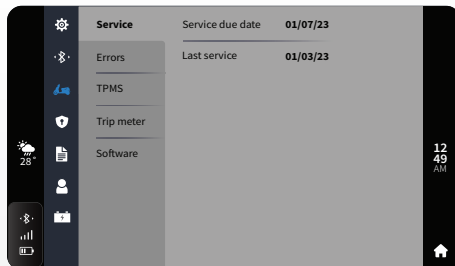 Service
Service due date 01/07/23
Errors
Last service 01/03/23
TPMS
Trip meter
Software
28°
12
49
AM